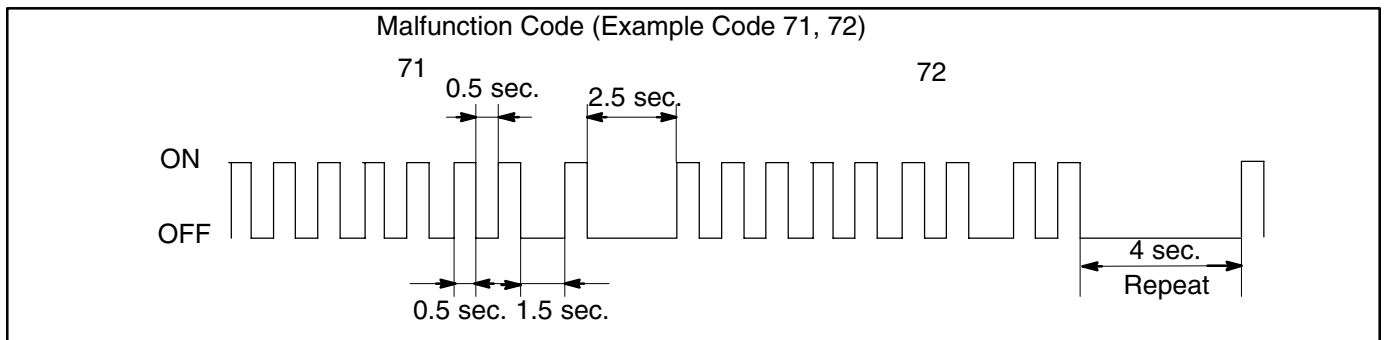 Malfunction Code (Example Code 71, 72)
71
72
0.5 sec.
2.5 sec.
ON
OFF
4 sec.
Repeat
0.5 sec.
1.5 sec.